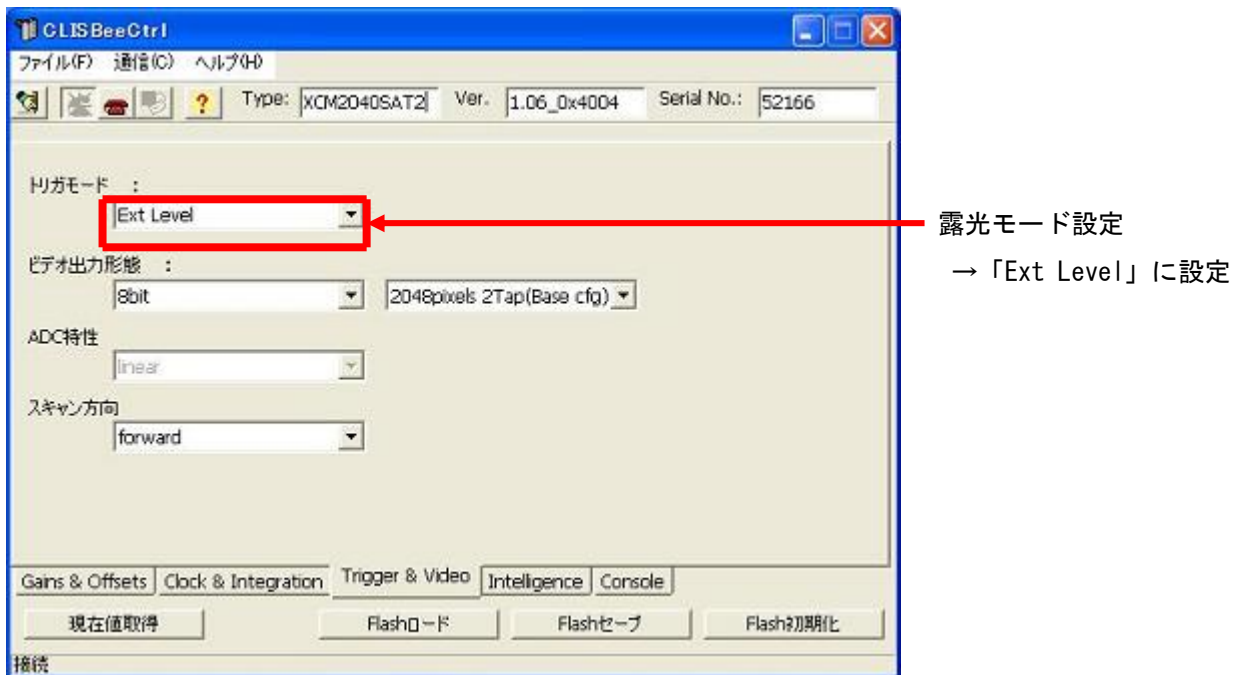 CLISBeeCtrl
ファイル(F) 通信(C) ヘルプ(H)
Type: XCM2040SAT2 Ver. 1.06_0x4004 Serial No.: 52166
トリガモード :
Ext Level
露光モード設定
→「Ext Level」に設定
ビデオ出力形態 :
8bit 2048pixels 2Tap(Base cfg)
ADC特性
linear
スキャン方向
forward
Gains & Offsets Clock & Integration Trigger & Video Intelligence Console
現在値取得 Flashロード Flashセーブ Flash初期化
接続